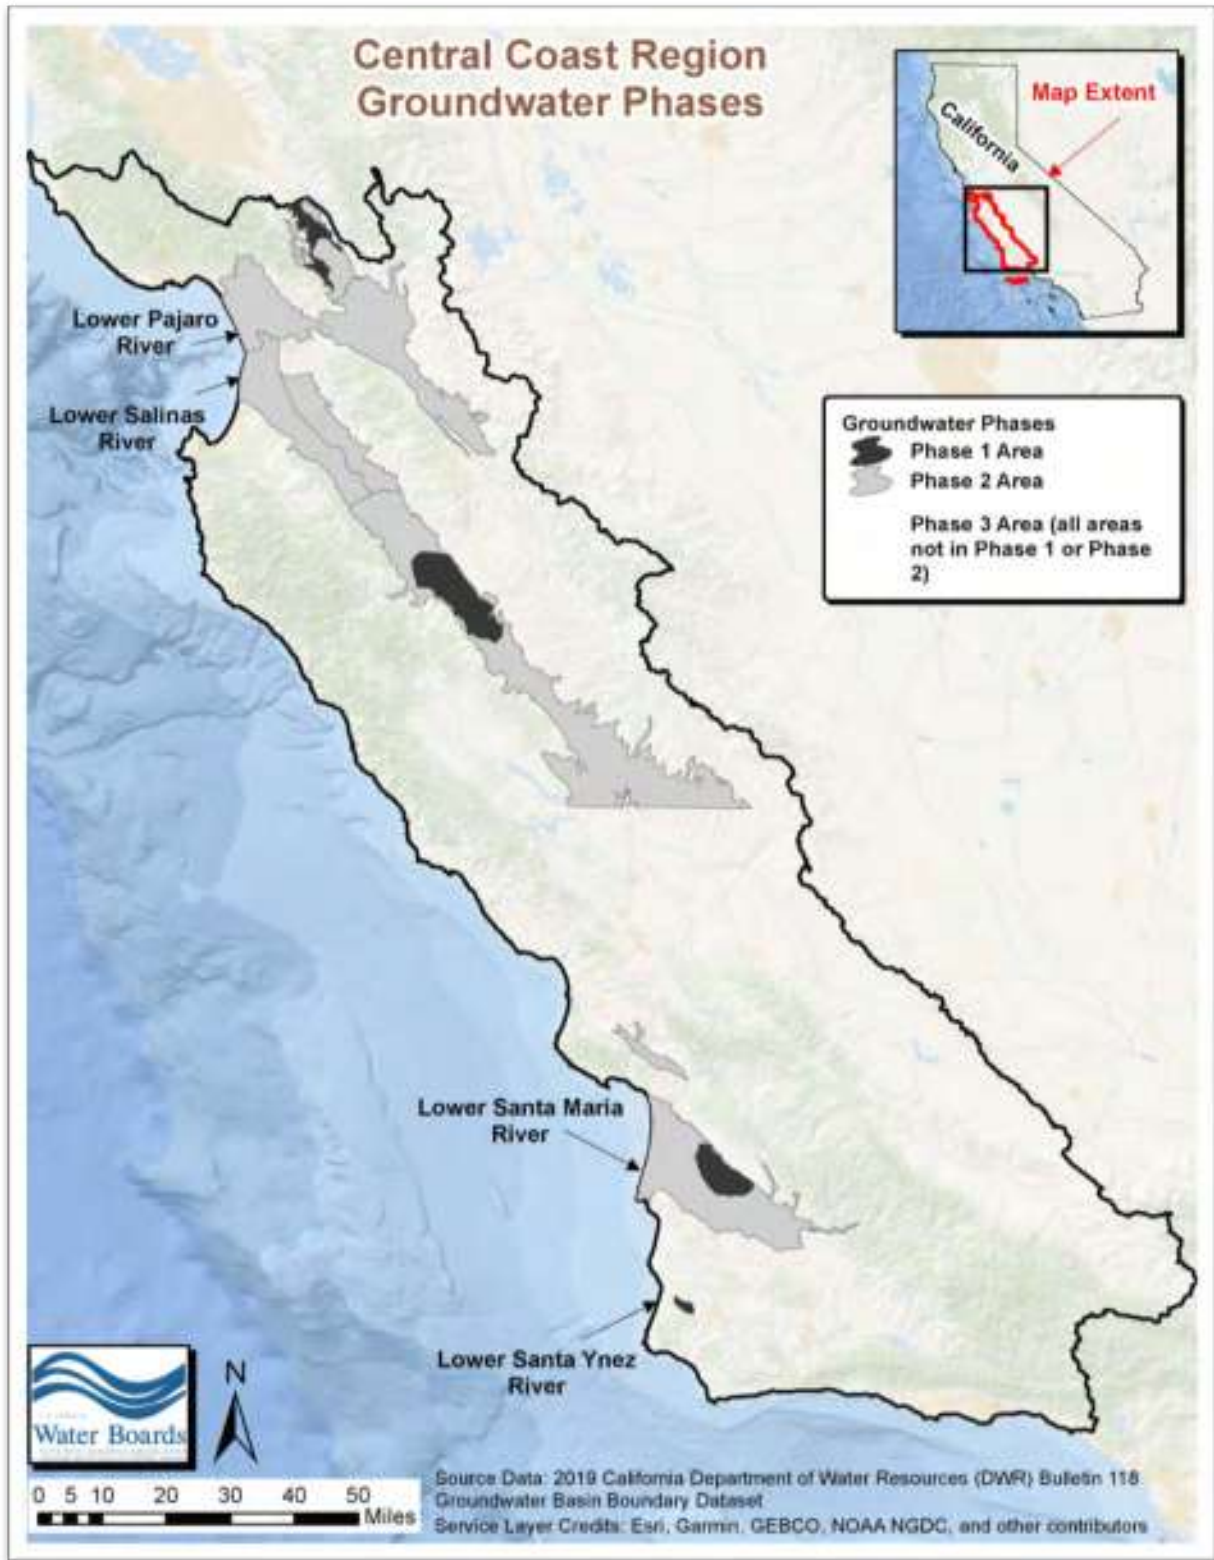 Central Coast Region
Groundwater Phases
Map Extent
California
Lower Pajaro
River
Lower Salinas
River
Groundwater Phases
Phase 1 Area
Phase 2 Area
Phase 3 Area (all areas
not in Phase 1 or Phase
2)
Lower Santa Maria
River
Lower Santa Ynez
River
Water Boards
N
0 5 10 20 30 40 50
Miles
Source Data: 2019 California Department of Water Resources (DWR) Bulletin 118
Groundwater Basin Boundary Dataset
Service Layer Credits: Esri, Garmin, GEBCO, NOAA NGDC, and other contributors